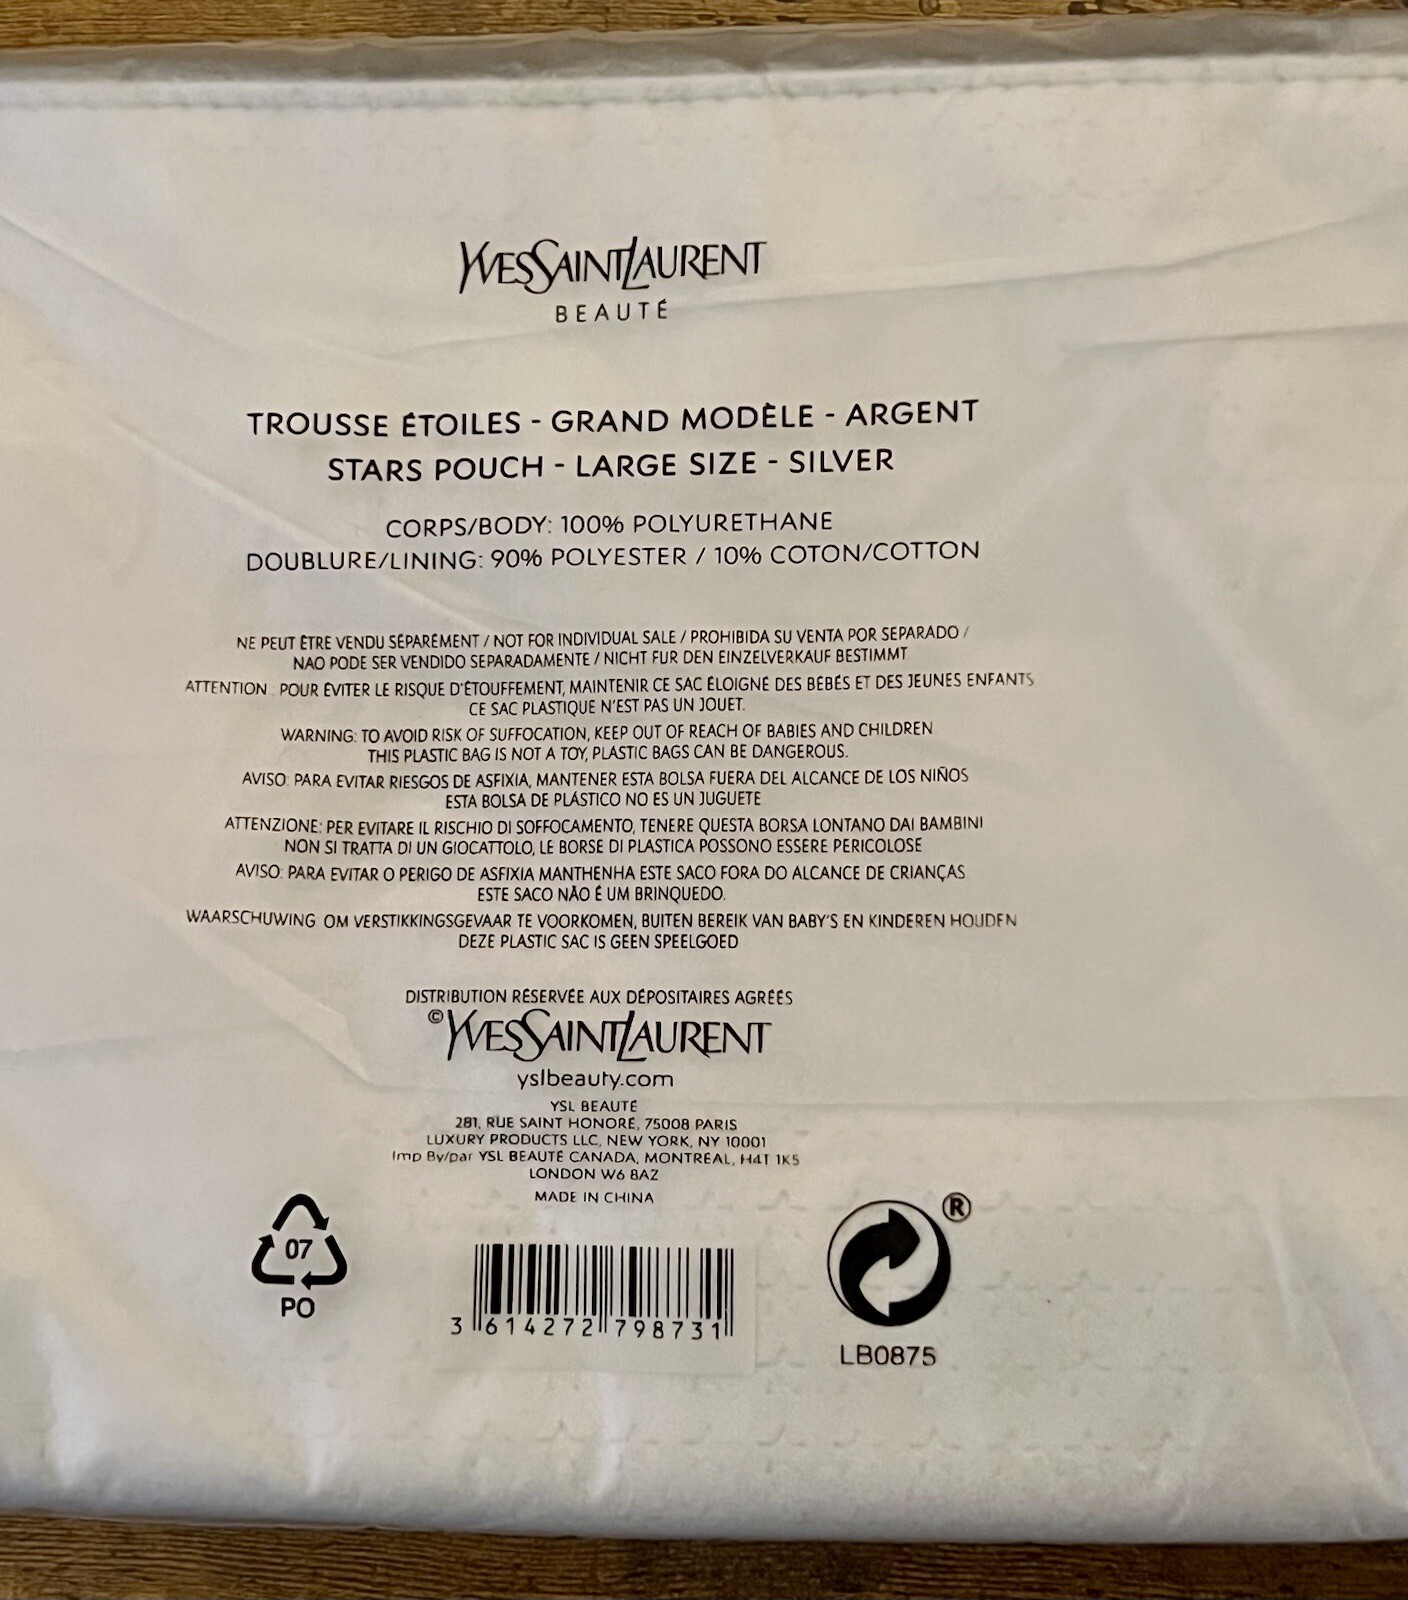 YVESSAINTLAURENT
BEAUTÉ
TROUSSE ÉTOILES - GRAND MODÈLE - ARGENT
STARS POUCH - LARGE SIZE - SILVER
CORPS/BODY: 100% POLYURETHANE
DOUBLURE/LINING: 90% POLYESTER / 10% COTON/COTTON
NE PEUT ÊTRE VENDU SÉPARÉMENT / NOT FOR INDIVIDUAL SALE / PROHIBIDA SU VENTA POR SEPARADO /
NAO PODE SER VENDIDO SEPARADAMENTE / NICHT FUR DEN EINZELVERKAUF BESTIMMT
ATTENTION : POUR ÉVITER LE RISQUE D'ÉTOUFFEMENT, MAINTENIR CE SAC ÉLOIGNÉ DES BÉBÉS ET DES JEUNES ENFANTS
CE SAC PLASTIQUE N'EST PAS UN JOUET.
WARNING: TO AVOID RISK OF SUFFOCATION, KEEP OUT OF REACH OF BABIES AND CHILDREN
THIS PLASTIC BAG IS NOT A TOY, PLASTIC BAGS CAN BE DANGEROUS.
AVISO: PARA EVITAR RIESGOS DE ASFIXIA, MANTENER ESTA BOLSA FUERA DEL ALCANCE DE LOS NIÑOS
ESTA BOLSA DE PLÁSTICO NO ES UN JUGUETE
ATTENZIONE: PER EVITARE IL RISCHIO DI SOFFOCAMENTO, TENERE QUESTA BORSA LONTANO DAI BAMBINI
NON SI TRATTA DI UN GIOCATTOLO, LE BORSE DI PLASTICA POSSONO ESSERE PERICOLOSE
AVISO: PARA EVITAR O PERIGO DE ASFIXIA MANTHENHA ESTE SACO FORA DO ALCANCE DE CRIANÇAS
ESTE SACO NÃO É UM BRINQUEDO.
WAARSCHUWING OM VERSTIKKINGSGEVAAR TE VOORKOMEN, BUITEN BEREIK VAN BABY'S EN KINDEREN HOUDEN
DEZE PLASTIC SAC IS GEEN SPEELGOED
DISTRIBUTION RÉSERVÉE AUX DÉPOSITAIRES AGRÉÉS
©YVESSAINTLAURENT
yslbeauty.com
YSL BEAUTÉ
281, RUE SAINT HONORÉ, 75008 PARIS
LUXURY PRODUCTS LLC, NEW YORK, NY 10001
Imp By/par YSL BEAUTÉ CANADA, MONTRÉAL, H4T 1K5
LONDON W6 8AZ
MADE IN CHINA
07
PO
3 614272 798731
®
LB0875